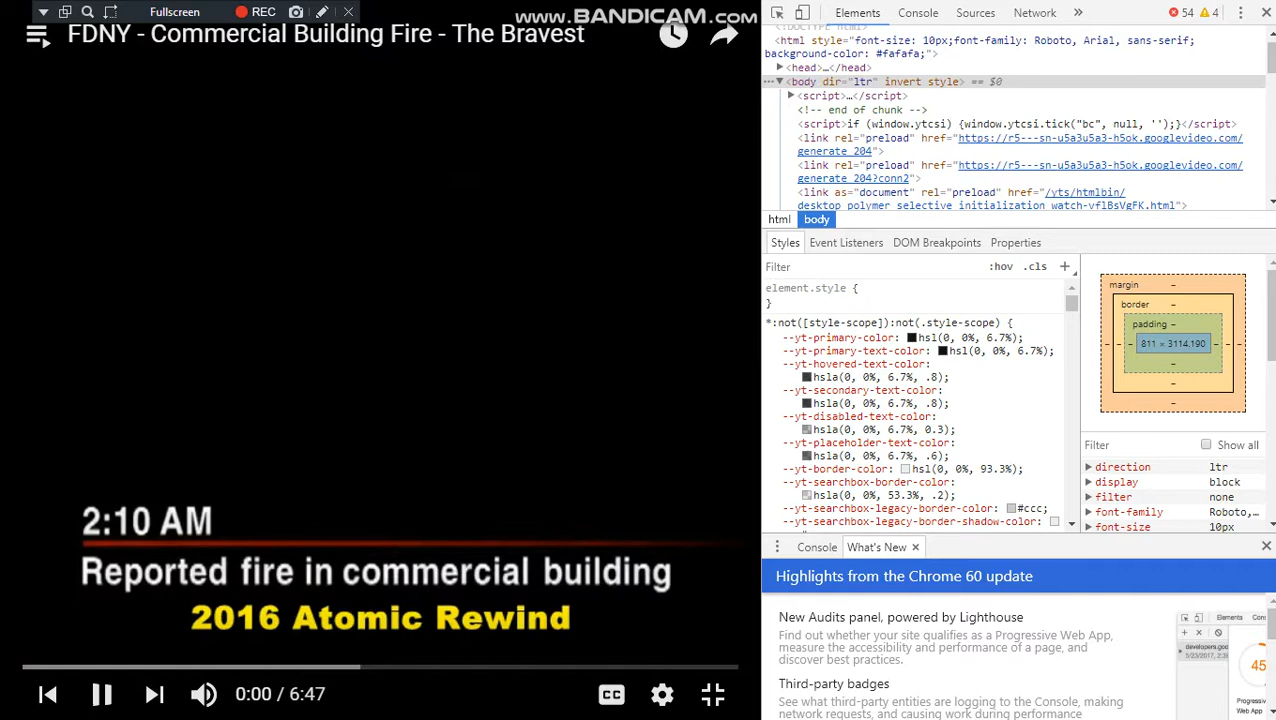 Fullscreen
REC
www.BANDICAM.com
FDNY - Commercial Building Fire - The Bravest
2:10 AM
Reported fire in commercial building
2016 Atomic Rewind
0:00 / 6:47
CC
Elements
Console
Sources
Network
»
54
4
<!DOCTYPE html>
<html style="font-size: 10px;font-family: Roboto, Arial, sans-serif;
background-color: #fafafa;">
<head>…</head>
<body dir="ltr" invert style> == $0
<script>…</script>
<!-- end of chunk -->
<script>if (window.ytcsi) {window.ytcsi.tick("bc", null, '');}</script>
<link rel="preload" href="https://r5---sn-u5a3u5a3-h5ok.googlevideo.com/
generate_204">
<link rel="preload" href="https://r5---sn-u5a3u5a3-h5ok.googlevideo.com/
generate_204?conn2">
<link as="document" rel="preload" href="/yts/htmlbin/
desktop_polymer_selective_initialization_watch-vflBsVgFK.html">
html
body
Styles
Event Listeners
DOM Breakpoints
Properties
Filter
:hov
.cls
+
element.style {
}
*:not([style-scope]):not(.style-scope) {
--yt-primary-color: hsl(0, 0%, 6.7%);
--yt-primary-text-color: hsl(0, 0%, 6.7%);
--yt-hovered-text-color:
hsla(0, 0%, 6.7%, .8);
--yt-secondary-text-color:
hsla(0, 0%, 6.7%, .8);
--yt-disabled-text-color:
hsla(0, 0%, 6.7%, 0.3);
--yt-placeholder-text-color:
hsla(0, 0%, 6.7%, .6);
--yt-border-color: hsl(0, 0%, 93.3%);
--yt-searchbox-border-color:
hsla(0, 0%, 53.3%, .2);
--yt-searchbox-legacy-border-color: #ccc;
--yt-searchbox-legacy-border-shadow-color:
margin
–
border
–
padding
–
811 × 3114.190
Filter
Show all
direction
ltr
display
block
filter
none
font-family
Roboto,…
font-size
10px
Console
What's New
Highlights from the Chrome 60 update
New Audits panel, powered by Lighthouse
Find out whether your site qualifies as a Progressive Web App,
measure the accessibility and performance of a page, and
discover best practices.
Third-party badges
See what third-party entities are logging to the Console, making
network requests, and causing work during performance
Elements
developers.goo
5/23/2017, 2:36
45
Progressiv
Web App